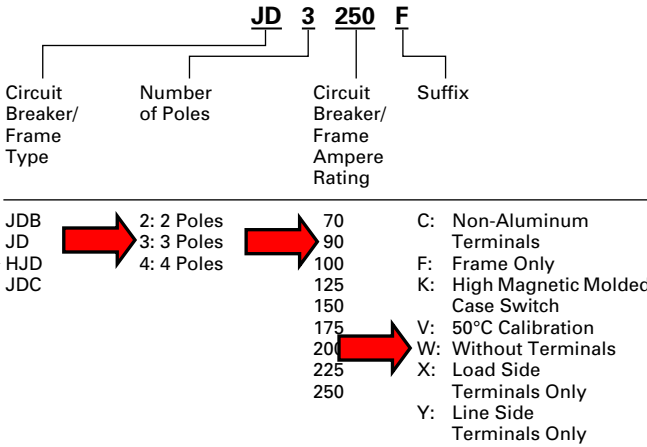 JD 3 250 F
Circuit
Breaker/
Frame
Type
Number
of Poles
Circuit
Breaker/
Frame
Ampere
Rating
Suffix
JDB
JD
HJD
JDC
2: 2 Poles
3: 3 Poles
4: 4 Poles
70
90
100
125
150
175
200
225
250
C: Non-Aluminum
Terminals
F: Frame Only
K: High Magnetic Molded
Case Switch
V: 50°C Calibration
W: Without Terminals
X: Load Side
Terminals Only
Y: Line Side
Terminals Only